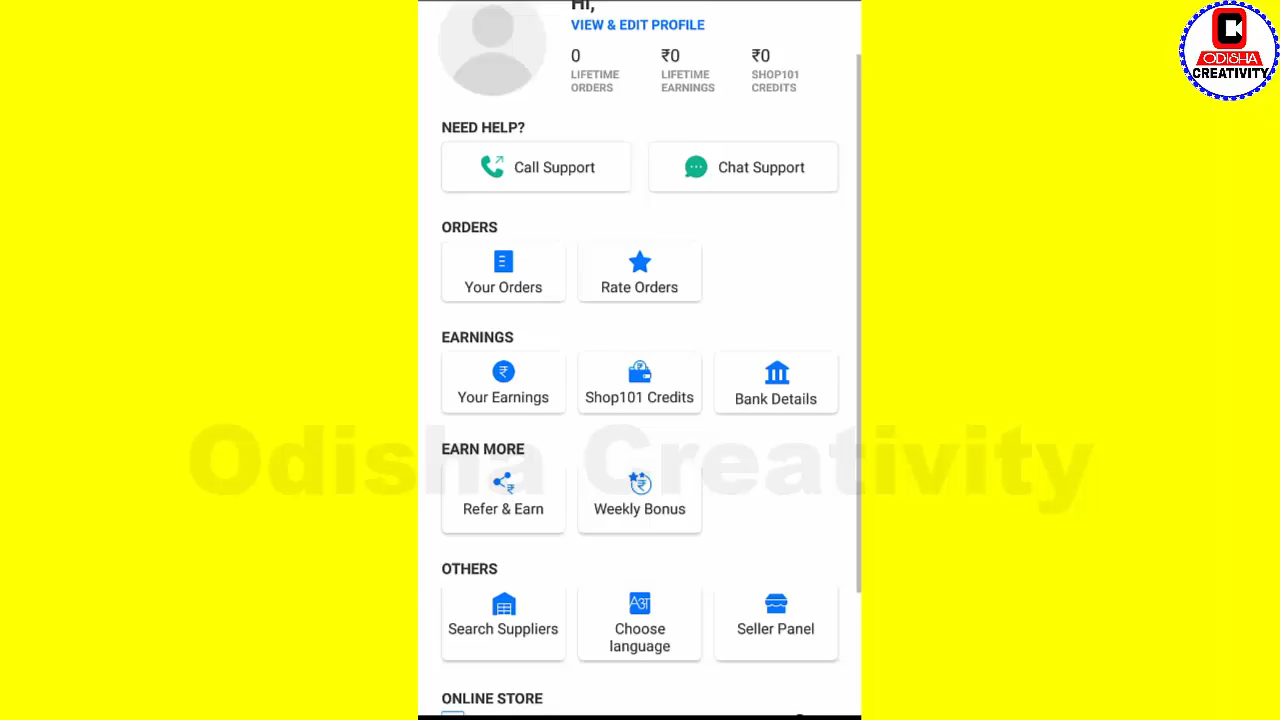 Hi,
VIEW & EDIT PROFILE
0 ₹0 ₹0
LIFETIME LIFETIME SHOP101
ORDERS EARNINGS CREDITS
NEED HELP?
Call Support Chat Support
ORDERS
Your Orders Rate Orders
EARNINGS
Your Earnings Shop101 Credits Bank Details
EARN MORE
Refer & Earn Weekly Bonus
OTHERS
Search Suppliers Choose language Seller Panel
ONLINE STORE
Odisha Creativity
ODISHA
CREATIVITY